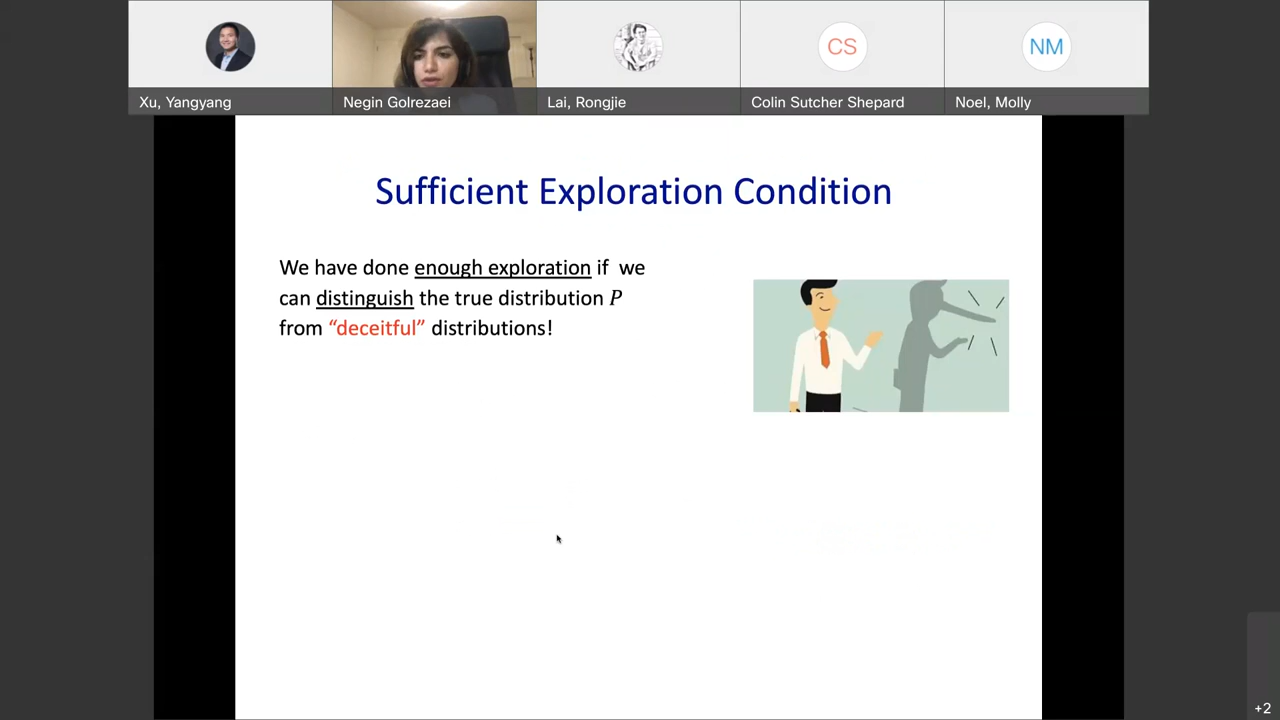 CS
NM
Xu, Yangyang
Negin Golrezaei
Lai, Rongjie
Colin Sutcher Shepard
Noel, Molly
Sufficient Exploration Condition
We have done enough exploration if we
can distinguish the true distribution P
from “deceitful” distributions!
+2